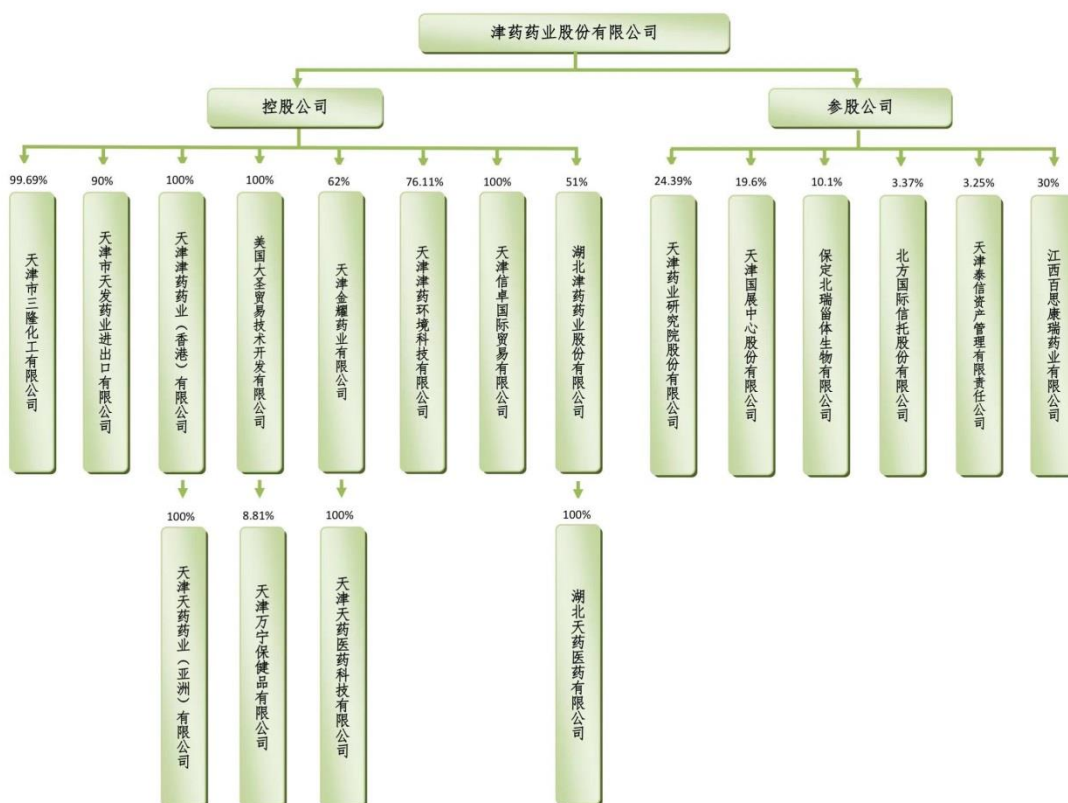 津药药业股份有限公司
控股公司
参股公司
99.69%
90%
100%
100%
62%
76.11%
100%
51%
24.39%
19.6%
10.1%
3.37%
3.25%
30%
天津市三隆化工有限公司
天津市天发药业进出口有限公司
天津津药药业（香港）有限公司
美国大圣贸易技术开发有限公司
天津金耀药业有限公司
天津津药环境科技有限公司
天津信卓国际贸易有限公司
湖北津药药业股份有限公司
天津药业研究院股份有限公司
天津国展中心股份有限公司
保定北瑞甾体生物有限公司
北方国际信托股份有限公司
天津泰信资产管理有限责任公司
江西百思康瑞药业有限公司
100%
8.81%
100%
100%
天津天药药业（亚洲）有限公司
天津万宁保健品有限公司
天津天药医药科技有限公司
湖北天药医药有限公司